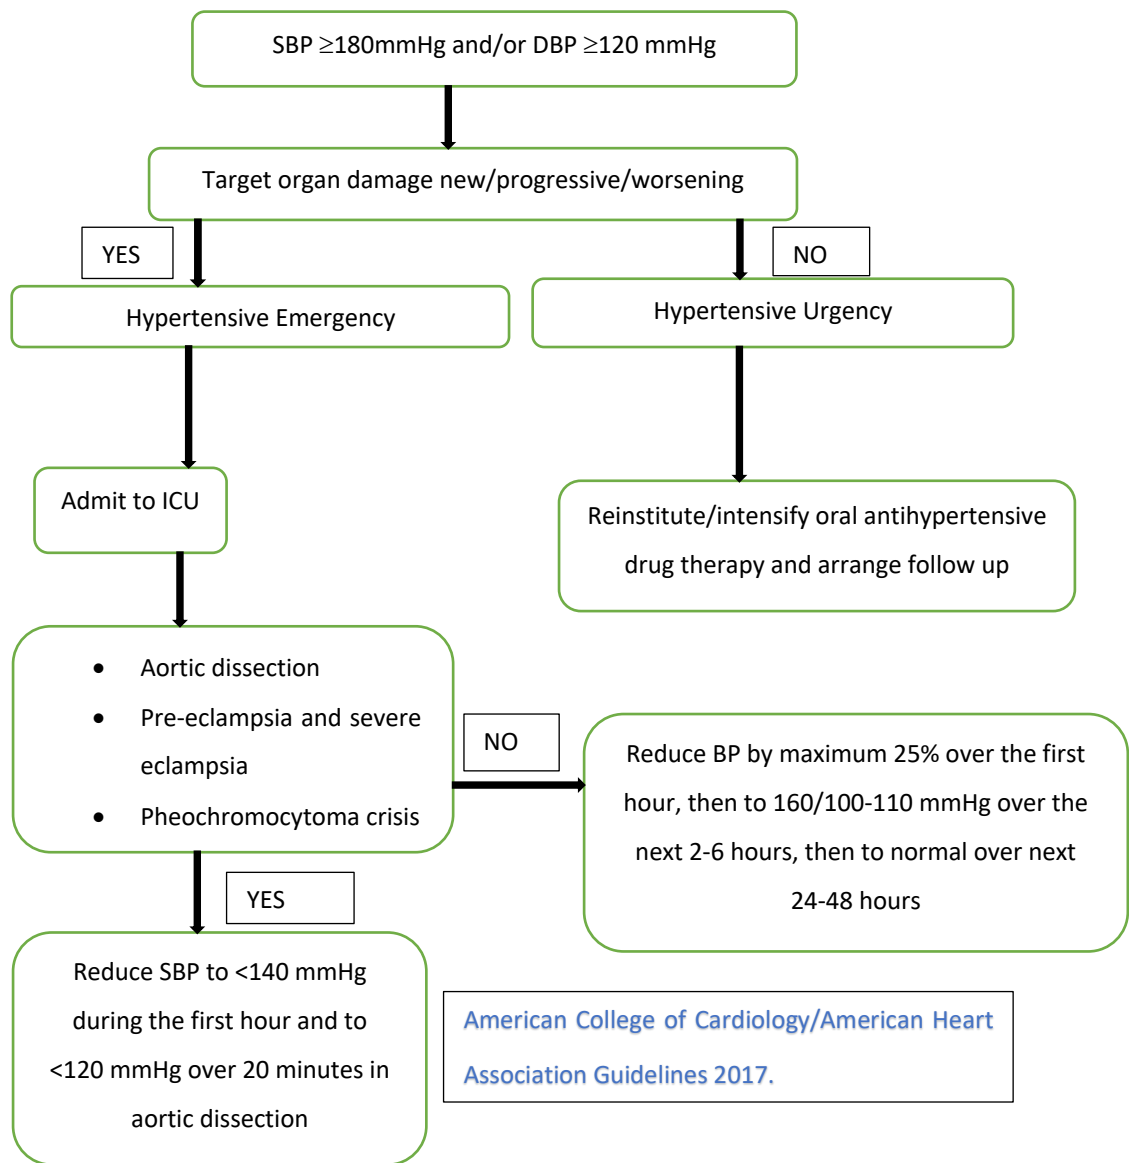 SBP ≥180mmHg and/or DBP ≥120 mmHg
Target organ damage new/progressive/worsening
YES
NO
Hypertensive Emergency
Hypertensive Urgency
Admit to ICU
Reinstitute/intensify oral antihypertensive
drug therapy and arrange follow up
• Aortic dissection
• Pre-eclampsia and severe
eclampsia
• Pheochromocytoma crisis
NO
Reduce BP by maximum 25% over the first
hour, then to 160/100-110 mmHg over the
next 2-6 hours, then to normal over next
24-48 hours
YES
Reduce SBP to <140 mmHg
during the first hour and to
<120 mmHg over 20 minutes in
aortic dissection
American College of Cardiology/American Heart
Association Guidelines 2017.